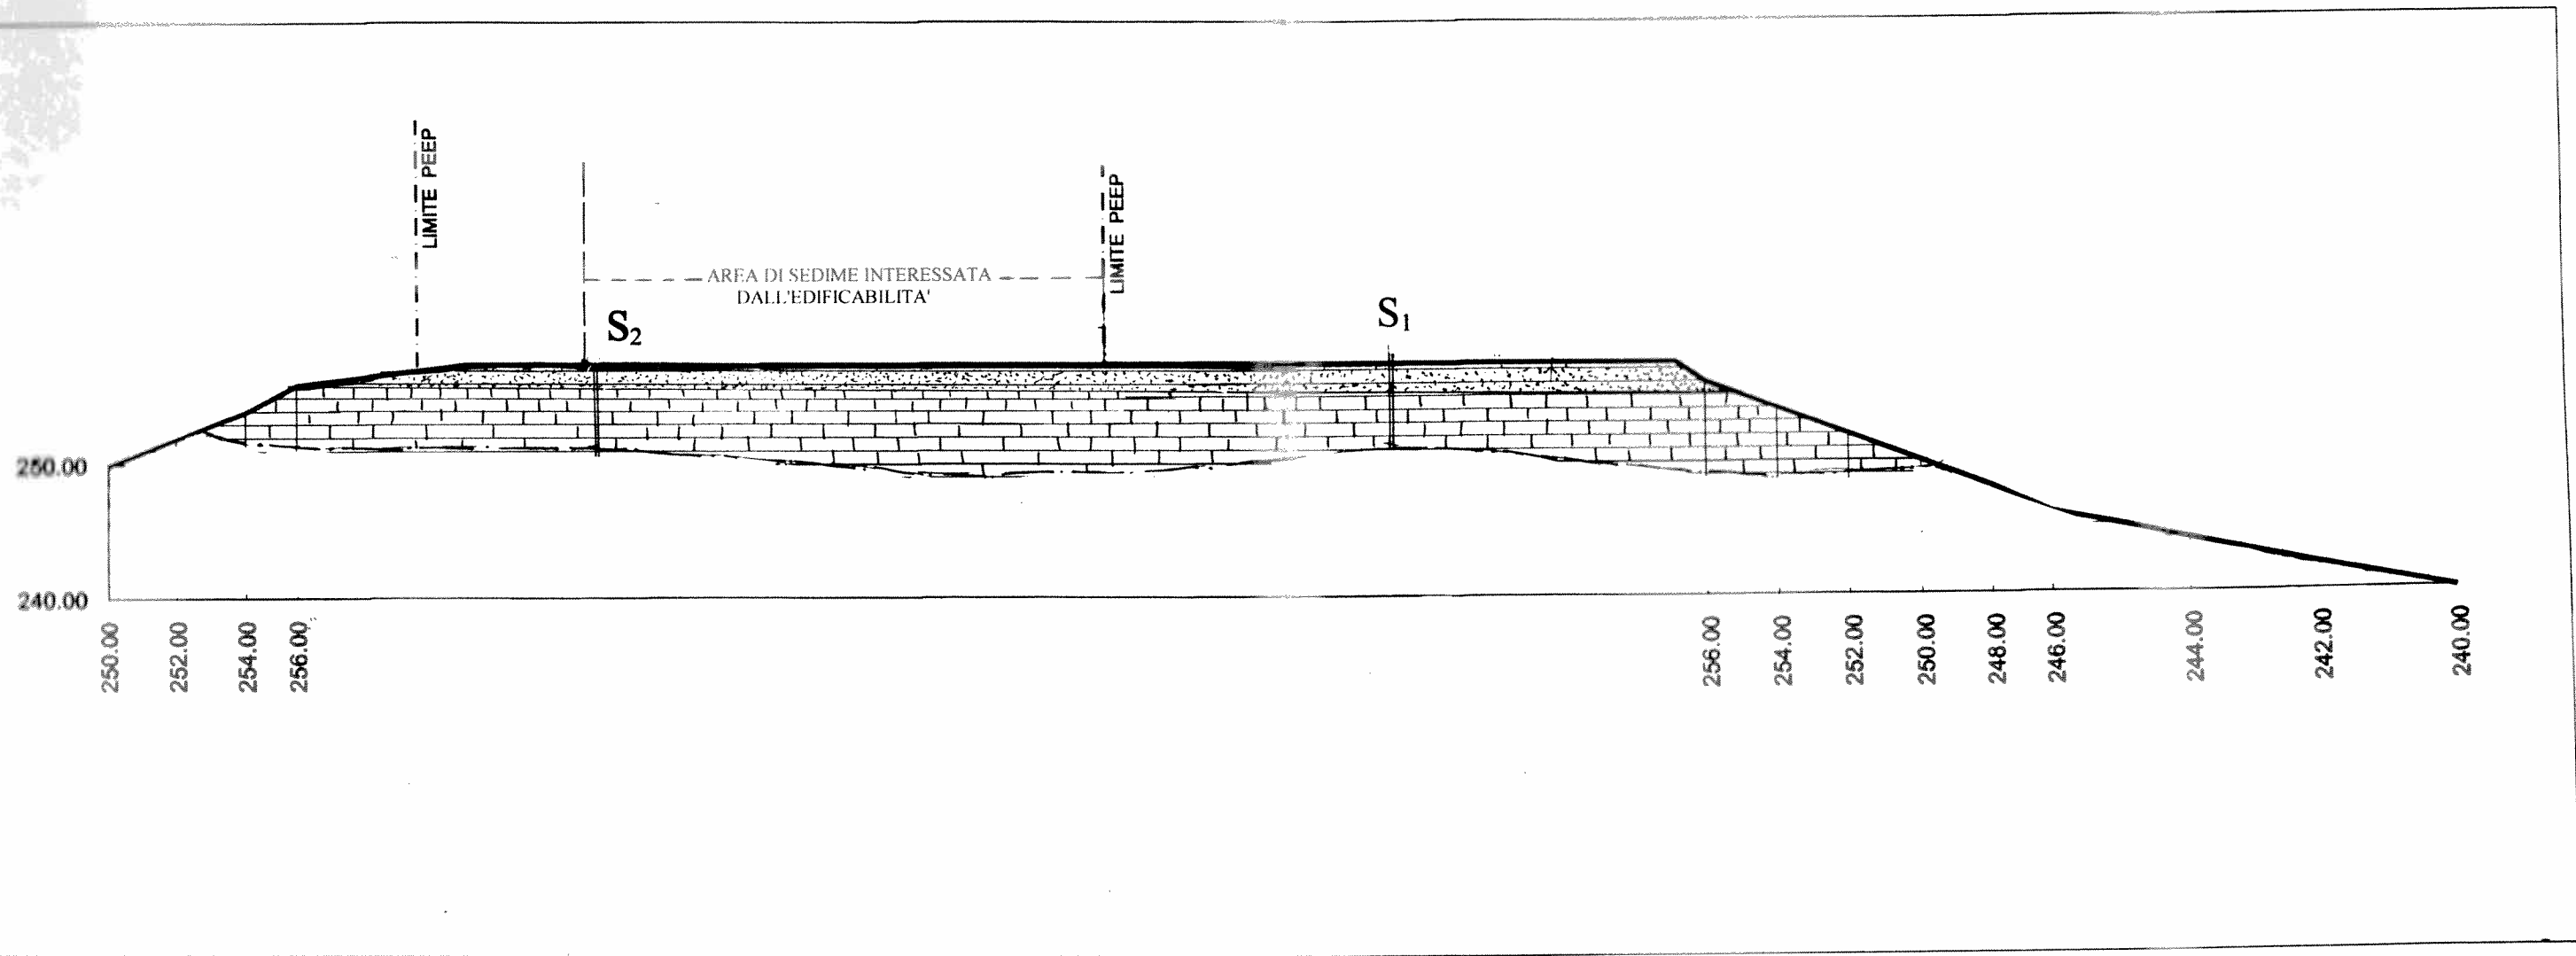 LIMITE PEEP
LIMITE PEEP
AREA DI SEDIME INTERESSATA
DALL'EDIFICABILITA'
S2
S1
250.00
240.00
250.00
252.00
254.00
256.00
256.00
254.00
252.00
250.00
248.00
246.00
244.00
242.00
240.00